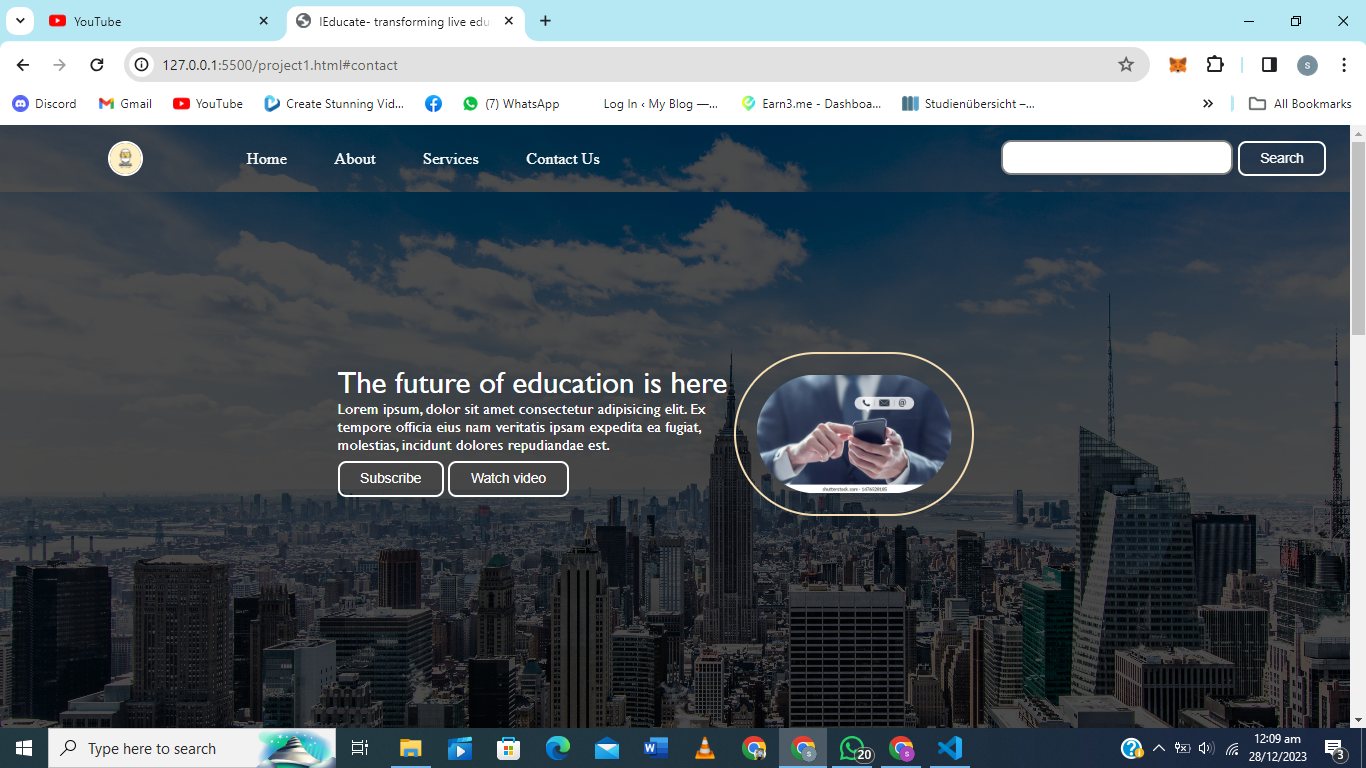 YouTube
IEducate- transforming live edu
127.0.0.1:5500/project1.html#contact
S
Discord
Gmail
YouTube
Create Stunning Vid...
(7) WhatsApp
Log In ‹ My Blog —...
Earn3.me - Dashboa...
Studienübersicht –...
All Bookmarks
Home
About
Services
Contact Us
Search
The future of education is here
Lorem ipsum, dolor sit amet consectetur adipisicing elit. Ex
tempore officia eius nam veritatis ipsam expedita ea fugiat,
molestias, incidunt dolores repudiandae est.
Subscribe
Watch video
@
Type here to search
W
20
S
12:09 am
28/12/2023
3